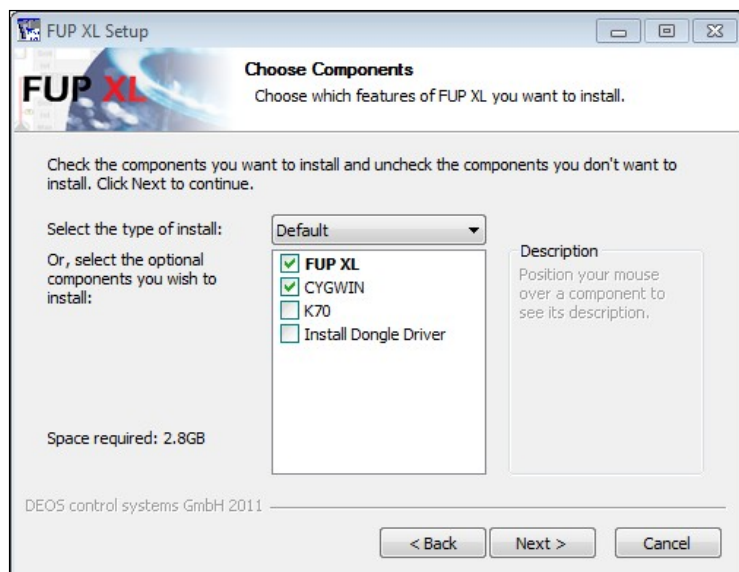 FUP XL Setup
FUP XL
Choose Components
Choose which features of FUP XL you want to install.
Check the components you want to install and uncheck the components you don't want to
install. Click Next to continue.
Select the type of install:
Default
Or, select the optional
components you wish to
install:
FUP XL
CYGWIN
K70
Install Dongle Driver
Description
Position your mouse
over a component to
see its description.
Space required: 2.8GB
DEOS control systems GmbH 2011
< Back
Next >
Cancel